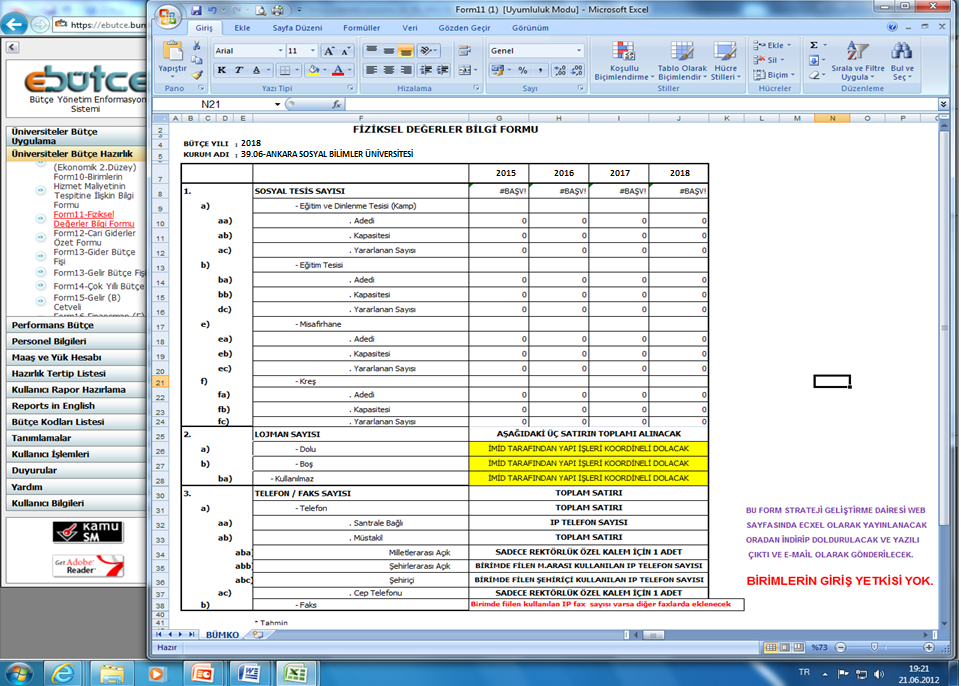 Form11 (1) [Uyumluluk Modu] - Microsoft Excel
https://ebutce.bum
Giriş Ekle Sayfa Düzeni Formüller Veri Gözden Geçir Görünüm
Yapıştır
Pano
Arial 11
K T A
Yazı Tipi
Hizalama
Genel
Sayı
Koşullu Biçimlendirme
Tablo Olarak Biçimlendir
Hücre Stilleri
Stiller
Ekle
Sil
Biçim
Hücreler
Sırala ve Filtre Uygula
Bul ve Seç
Düzenleme
N21
ebütçe
Bütçe Yönetim Enformasyon
Sistemi
Üniversiteler Bütçe
Uygulama
Üniversiteler Bütçe Hazırlık
(Ekonomik 2.Düzey)
Form10-Birimlerin
Hizmet Maliyetinin
Tespitine İlişkin Bilgi
Formu
Form11-Fiziksel
Değerler Bilgi Formu
Form12-Cari Giderler
Özet Formu
Form13-Gider Bütçe
Fişi
Form13-Gelir Bütçe Fişi
Form14-Çok Yıllı Bütçe
Form15-Gelir (B)
Cetveli
Form16-Finansman (F)
Performans Bütçe
Personel Bilgileri
Maaş ve Yük Hesabı
Hazırlık Tertip Listesi
Kullanıcı Rapor Hazırlama
Reports in English
Bütçe Kodları Listesi
Tanımlamalar
Kullanıcı İşlemleri
Duyurular
Yardım
Kullanıcı Bilgileri
kamu
SM
Get Adobe
Reader
A B C D E F G H I J K L M N O P
FİZİKSEL DEĞERLER BİLGİ FORMU
BÜTÇE YILI : 2018
KURUM ADI : 39.06-ANKARA SOSYAL BİLİMLER ÜNİVERSİTESİ
2015 2016 2017 2018
1. SOSYAL TESİS SAYISI #BAŞV! #BAŞV! #BAŞV! #BAŞV!
a) - Eğitim ve Dinlenme Tesisi (Kamp)
aa) . Adedi 0 0 0 0
ab) . Kapasitesi 0 0 0 0
ac) . Yararlanan Sayısı 0 0 0 0
b) - Eğitim Tesisi
ba) . Adedi 0 0 0 0
bb) . Kapasitesi 0 0 0 0
dc) . Yararlanan Sayısı 0 0 0 0
e) - Misafirhane
ea) . Adedi 0 0 0 0
eb) . Kapasitesi 0 0 0 0
ec) . Yararlanan Sayısı 0 0 0 0
f) - Kreş
fa) . Adedi 0 0 0 0
fb) . Kapasitesi 0 0 0 0
fc) . Yararlanan Sayısı 0 0 0 0
2. LOJMAN SAYISI AŞAĞIDAKİ ÜÇ SATIRIN TOPLAMI ALINACAK
a) - Dolu İMİD TARAFINDAN YAPI İŞLERİ KOORDİNELİ DOLACAK
b) - Boş İMİD TARAFINDAN YAPI İŞLERİ KOORDİNELİ DOLACAK
ba) - Kullanılmaz İMİD TARAFINDAN YAPI İŞLERİ KOORDİNELİ DOLACAK
3. TELEFON / FAKS SAYISI TOPLAM SATIRI
a) - Telefon TOPLAM SATIRI
aa) . Santrale Bağlı IP TELEFON SAYISI
ab) . Müstakil TOPLAM SATIRI
aba) Milletlerarası Açık SADECE REKTÖRLÜK ÖZEL KALEM İÇİN 1 ADET
abb) Şehirlerarası Açık BİRİMDE FİLEN M.ARASI KULLANILAN IP TELEFON SAYISI
abc) Şehiriçi BİRİMDE FİLEN ŞEHİRİÇİ KULLANILAN IP TELEFON SAYISI
ac) . Cep Telefonu SADECE REKTÖRLÜK ÖZEL KALEM İÇİN 1 ADET
b) - Faks Birimde fiilen kullanılan IP fax sayısı varsa diğer faxlarda eklenecek
* Tahmin
BU FORM STRATEJİ GELİŞTİRME DAİRESİ WEB
SAYFASINDA ECXEL OLARAK YAYINLANACAK
ORADAN İNDİRİP DOLDURULACAK VE YAZILI
ÇIKTI VE E-MAİL OLARAK GÖNDERİLECEK.
BİRİMLERİN GİRİŞ YETKİSİ YOK.
BÜMKO
Hazır
%73
TR
19:21
21.06.2012